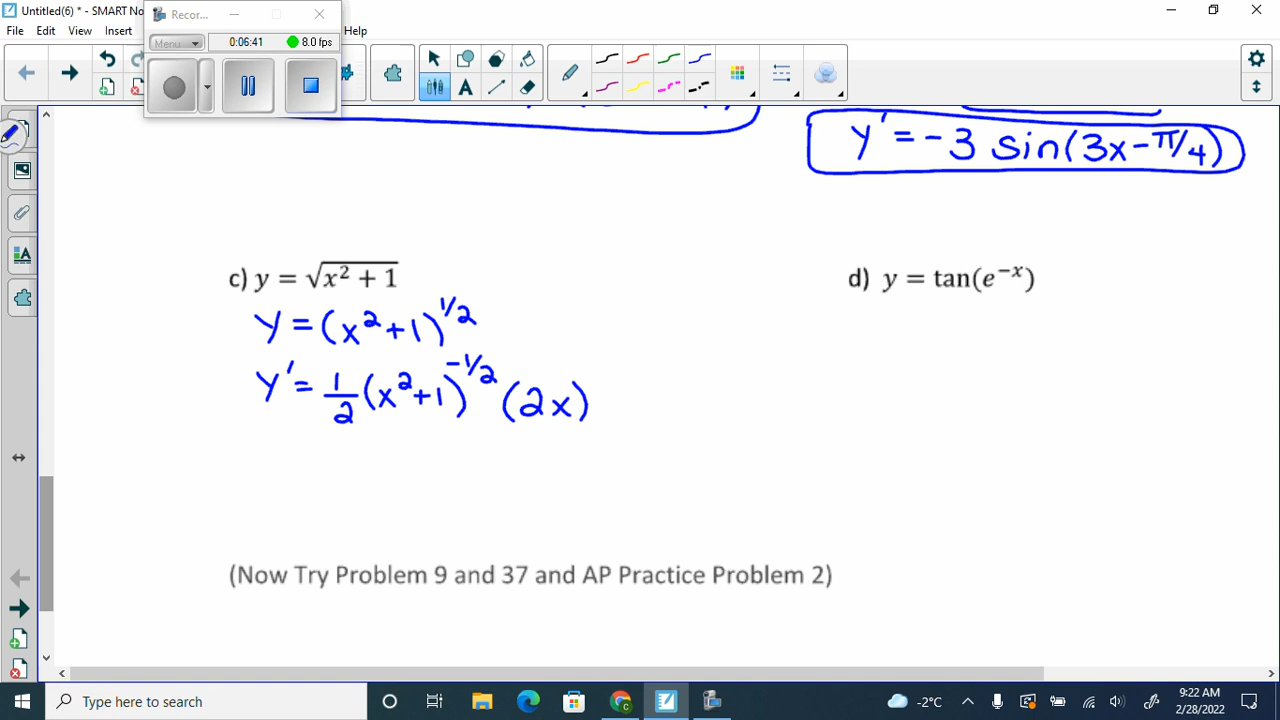 Untitled(6) * - SMART No
Recor...
File Edit View Insert
Help
Menu
0:06:41
8.0 fps
y' = -3 sin(3x-π/4)
c) y = √x² + 1
d) y = tan(e⁻ˣ)
y = (x²+1)^1/2
y' = 1/2 (x²+1)^-1/2 (2x)
(Now Try Problem 9 and 37 and AP Practice Problem 2)
Type here to search
-2°C
9:22 AM
2/28/2022